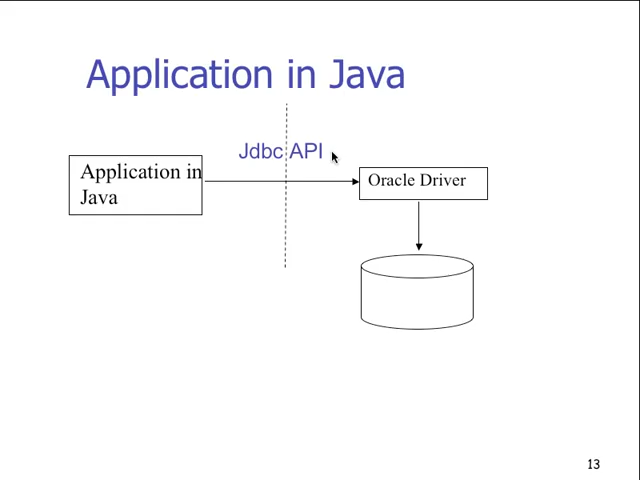 Application in Java
Jdbc API
Application in
Java
Oracle Driver
13